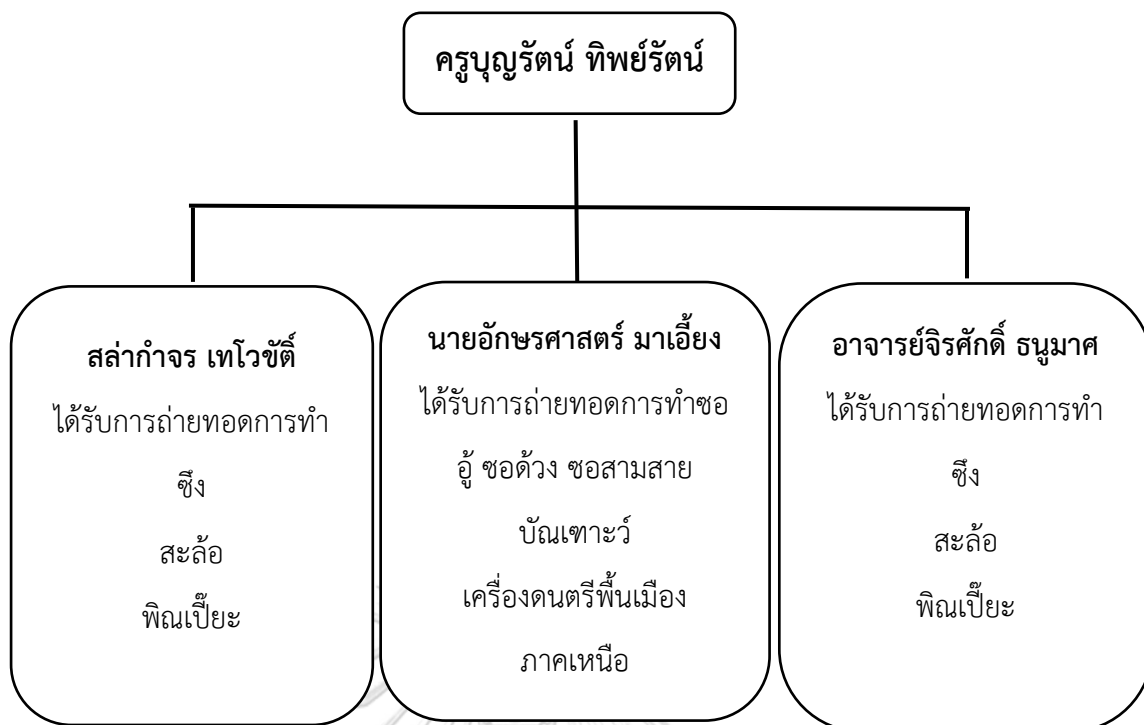 ครูบุญรัตน์ ทิพย์รัตน์
สล่ากำจร เทโวขัติ์
ได้รับการถ่ายทอดการทำ
ซึง
สะล้อ
พิณเปี๊ยะ
นายอักษรศาสตร์ มาเอี้ยง
ได้รับการถ่ายทอดการทำซอ
อู้ ซอด้วง ซอสามสาย
บัณเฑาะว์
เครื่องดนตรีพื้นเมือง
ภาคเหนือ
อาจารย์จิรศักดิ์ ธนูมาศ
ได้รับการถ่ายทอดการทำ
ซึง
สะล้อ
พิณเปี๊ยะ